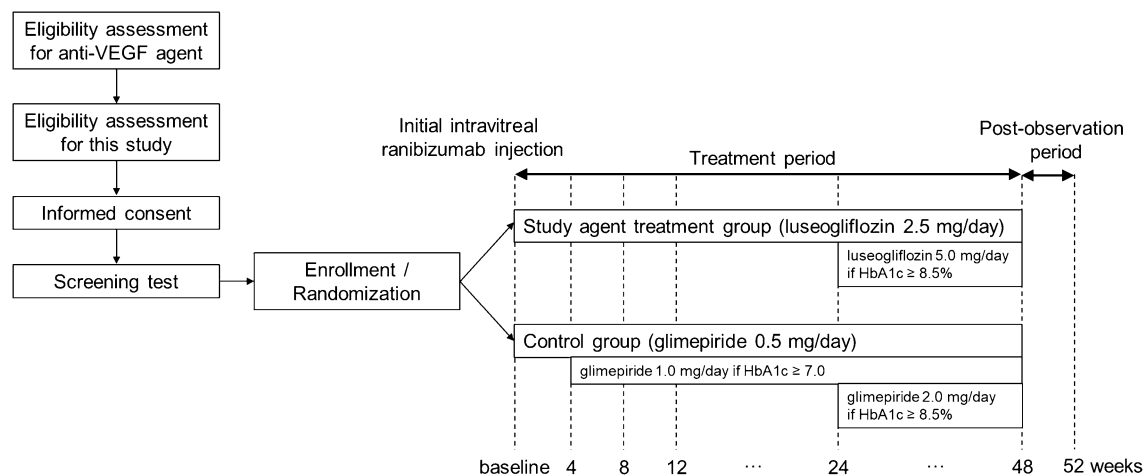 Eligibility assessment
for anti-VEGF agent
Eligibility assessment
for this study
Informed consent
Screening test
Enrollment /
Randomization
Initial intravitreal
ranibizumab injection
Treatment period
Post-observation
period
Study agent treatment group (luseogliflozin 2.5 mg/day)
luseogliflozin 5.0 mg/day
if HbA1c ≥ 8.5%
Control group (glimepiride 0.5 mg/day)
glimepiride 1.0 mg/day if HbA1c ≥ 7.0
glimepiride 2.0 mg/day
if HbA1c ≥ 8.5%
baseline 4 8 12 ... 24 ... 48 52 weeks